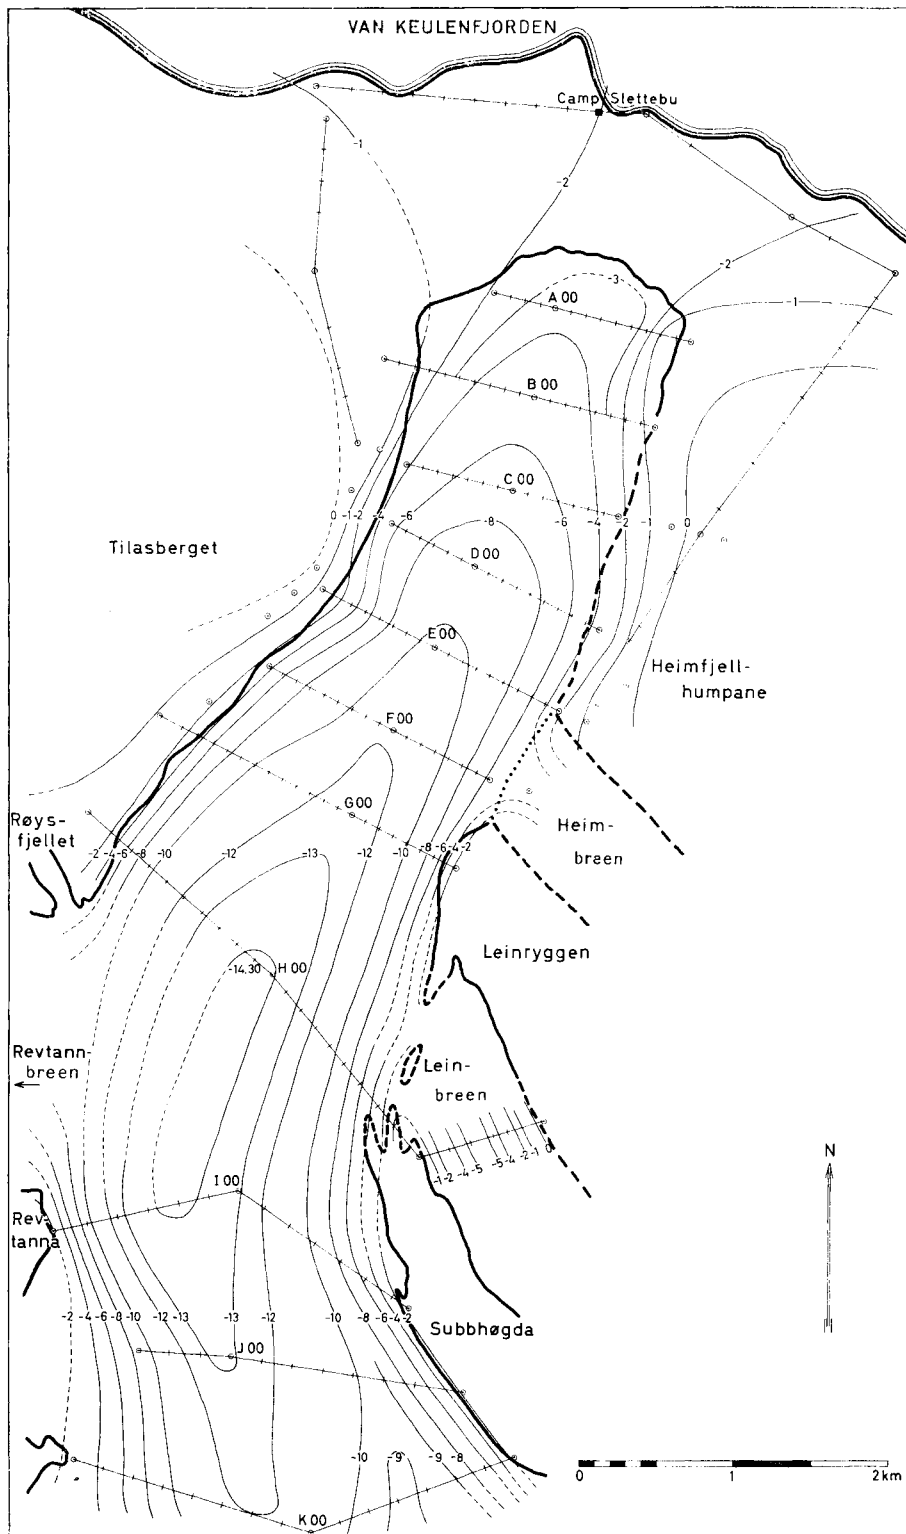 VAN KEULENFJORDEN
Camp Slettebu
-1
-2
-2
-3
-1
A 00
B 00
C 00
0 -1 -2 -4 -6 -8 -6 -4 -2 -1 0
D 00
Tilasberget
E 00
Heimfjell-
humpane
F 00
G 00
Røys-
fjellet
Heim-
breen
-2 -4 -6 -8 -10 -12 -13 -12 -10 -8 -6 -4 -2
Leinryggen
-14.30 H 00
Revtann-
breen
Lein-
breen
-1 -2 -4 -5 -5 -4 -2 -1 0
N
I 00
Rev-
tanna
-2 -4 -6 -8 -10 -12 -13 -13 -12 -10 -8 -6 -4 -2
Subbhøgda
J 00
-10 -9 -9 -8
0 1 2 km
K 00